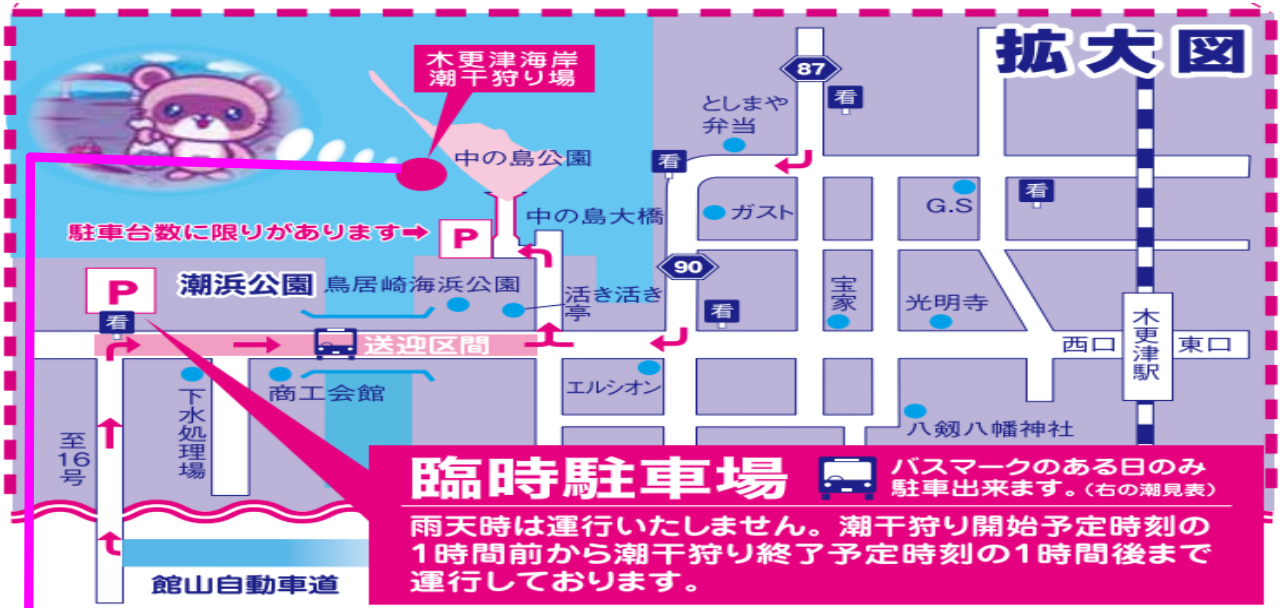 拡大図
木更津海岸
潮干狩り場
87
看
としまや
弁当
中の島公園
看
看
G.S
ガスト
中の島大橋
駐車台数に限りがあります→
P
90
P
潮浜公園
鳥居崎海浜公園
活き活き
亭
看
宝家
光明寺
看
送迎区間
西口
木更津駅
東口
下水処理場
商工会館
エルシオン
八剱八幡神社
至16号
臨時駐車場
バスマークのある日のみ
駐車出来ます。(右の潮見表)
雨天時は運行いたしません。潮干狩り開始予定時刻の
1時間前から潮干狩り終了予定時刻の1時間後まで
運行しております。
館山自動車道